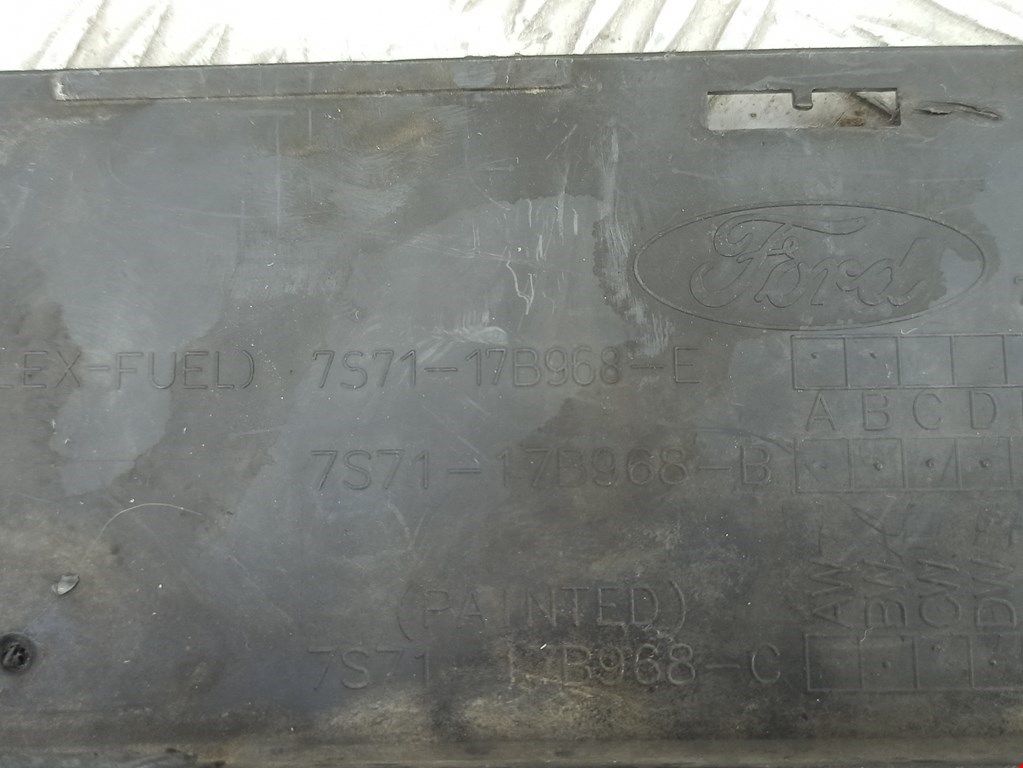 Ford
LEX-FUEL) 7S71-17B968-E
A B C D
7S71-17B968-B
AW BW CW DW
(PAINTED)
7S71-17B968-C